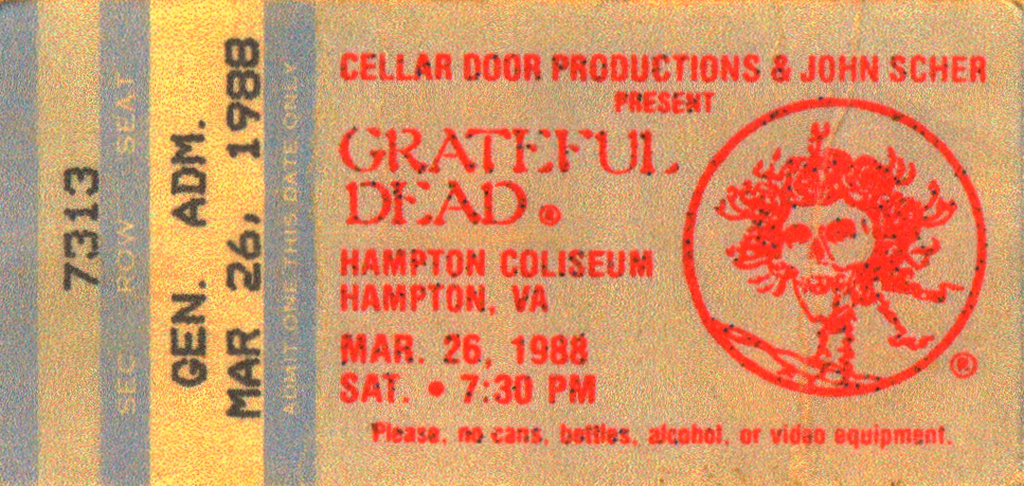 7313
SEC ROW SEAT
GEN. ADM.
MAR 26, 1988
ADMIT ONE THIS DATE ONLY
CELLAR DOOR PRODUCTIONS & JOHN SCHER
PRESENT
GRATEFUL
DEAD ®
HAMPTON COLISEUM
HAMPTON, VA
MAR. 26, 1988
SAT. • 7:30 PM
®
Please, no cans, bottles, alcohol, or video equipment.